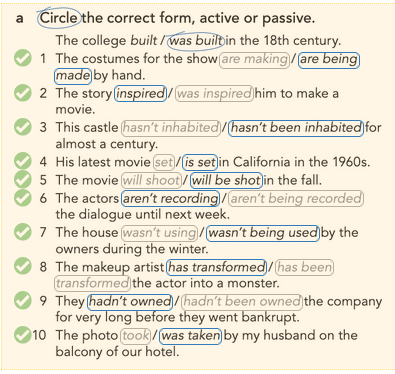 a Circle the correct form, active or passive.
The college built / was built in the 18th century.
1 The costumes for the show are making / are being
made by hand.
2 The story inspired / was inspired him to make a
movie.
3 This castle hasn't inhabited / hasn't been inhabited for
almost a century.
4 His latest movie set / is set in California in the 1960s.
5 The movie will shoot / will be shot in the fall.
6 The actors aren't recording / aren't being recorded
the dialogue until next week.
7 The house wasn't using / wasn't being used by the
owners during the winter.
8 The makeup artist has transformed / has been
transformed the actor into a monster.
9 They hadn't owned / hadn't been owned the company
for very long before they went bankrupt.
10 The photo took / was taken by my husband on the
balcony of our hotel.